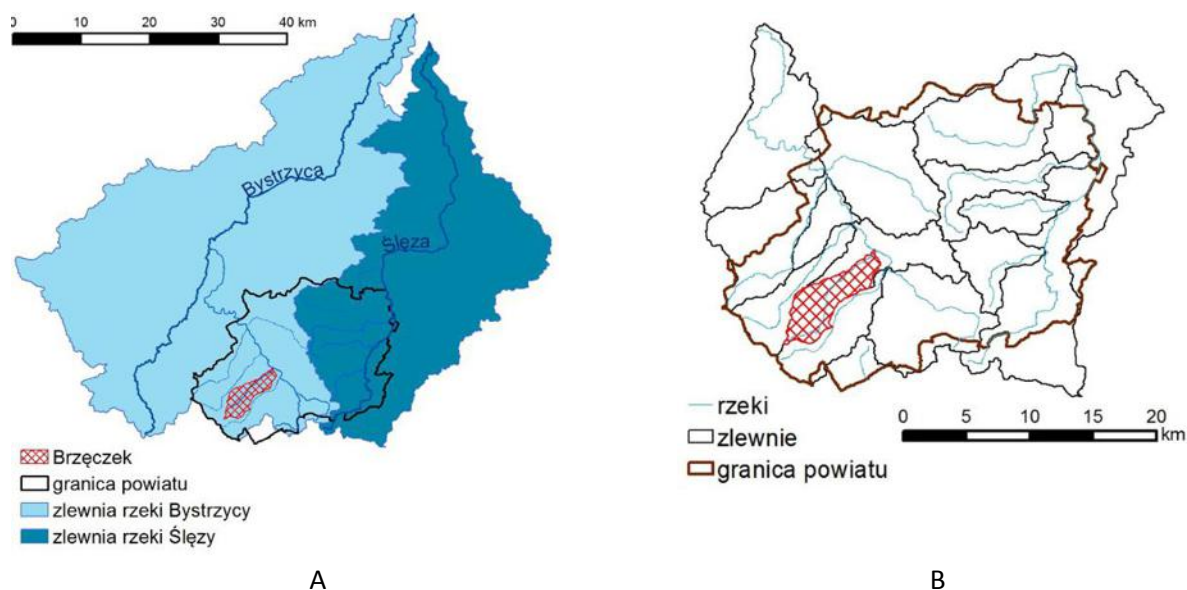 0 10 20 30 40 km
Bystrzyca
Ślęza
Brzęczek
granica powiatu
zlewnia rzeki Bystrzycy
zlewnia rzeki Ślęzy
A
rzeki
zlewnie
granica powiatu
0 5 10 15 20
km
B